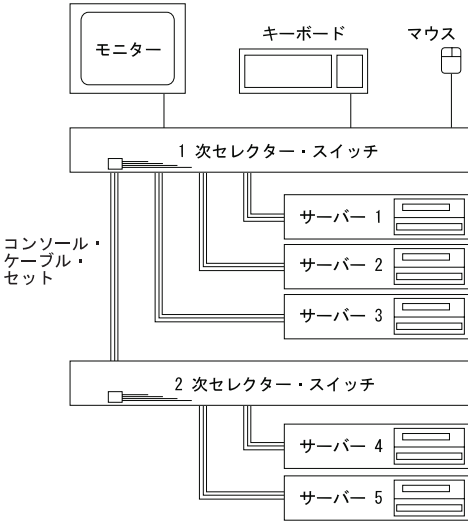 モニター
キーボード
マウス
1 次セレクター・スイッチ
サーバー 1
コンソール・
ケーブル・
セット
サーバー 2
サーバー 3
2 次セレクター・スイッチ
サーバー 4
サーバー 5